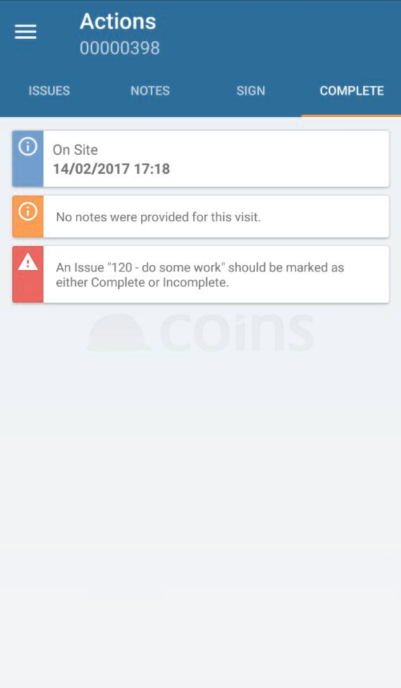 Actions
00000398
ISSUES NOTES SIGN COMPLETE
On Site
14/02/2017 17:18
No notes were provided for this visit.
An Issue "120 - do some work" should be marked as
either Complete or Incomplete.
coins